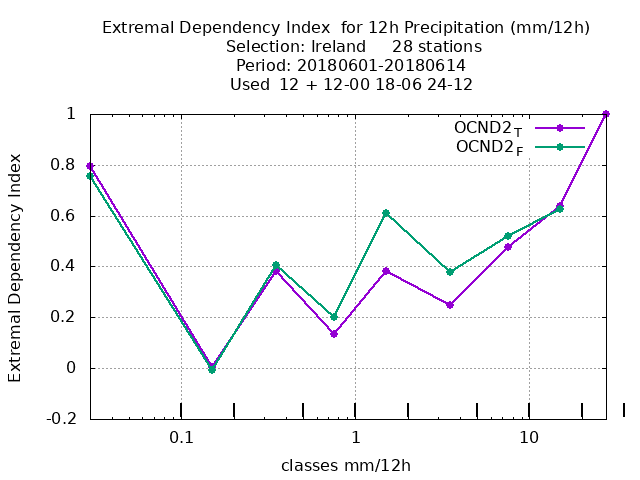 Extremal Dependency Index  for 12h Precipitation (mm/12h)
Selection: Ireland     28 stations
Period: 20180601-20180614
Used  12 + 12-00 18-06 24-12
OCND2T
OCND2F
1
0.8
0.6
0.4
0.2
0
-0.2
Extremal Dependency Index
0.1 1 10
classes mm/12h